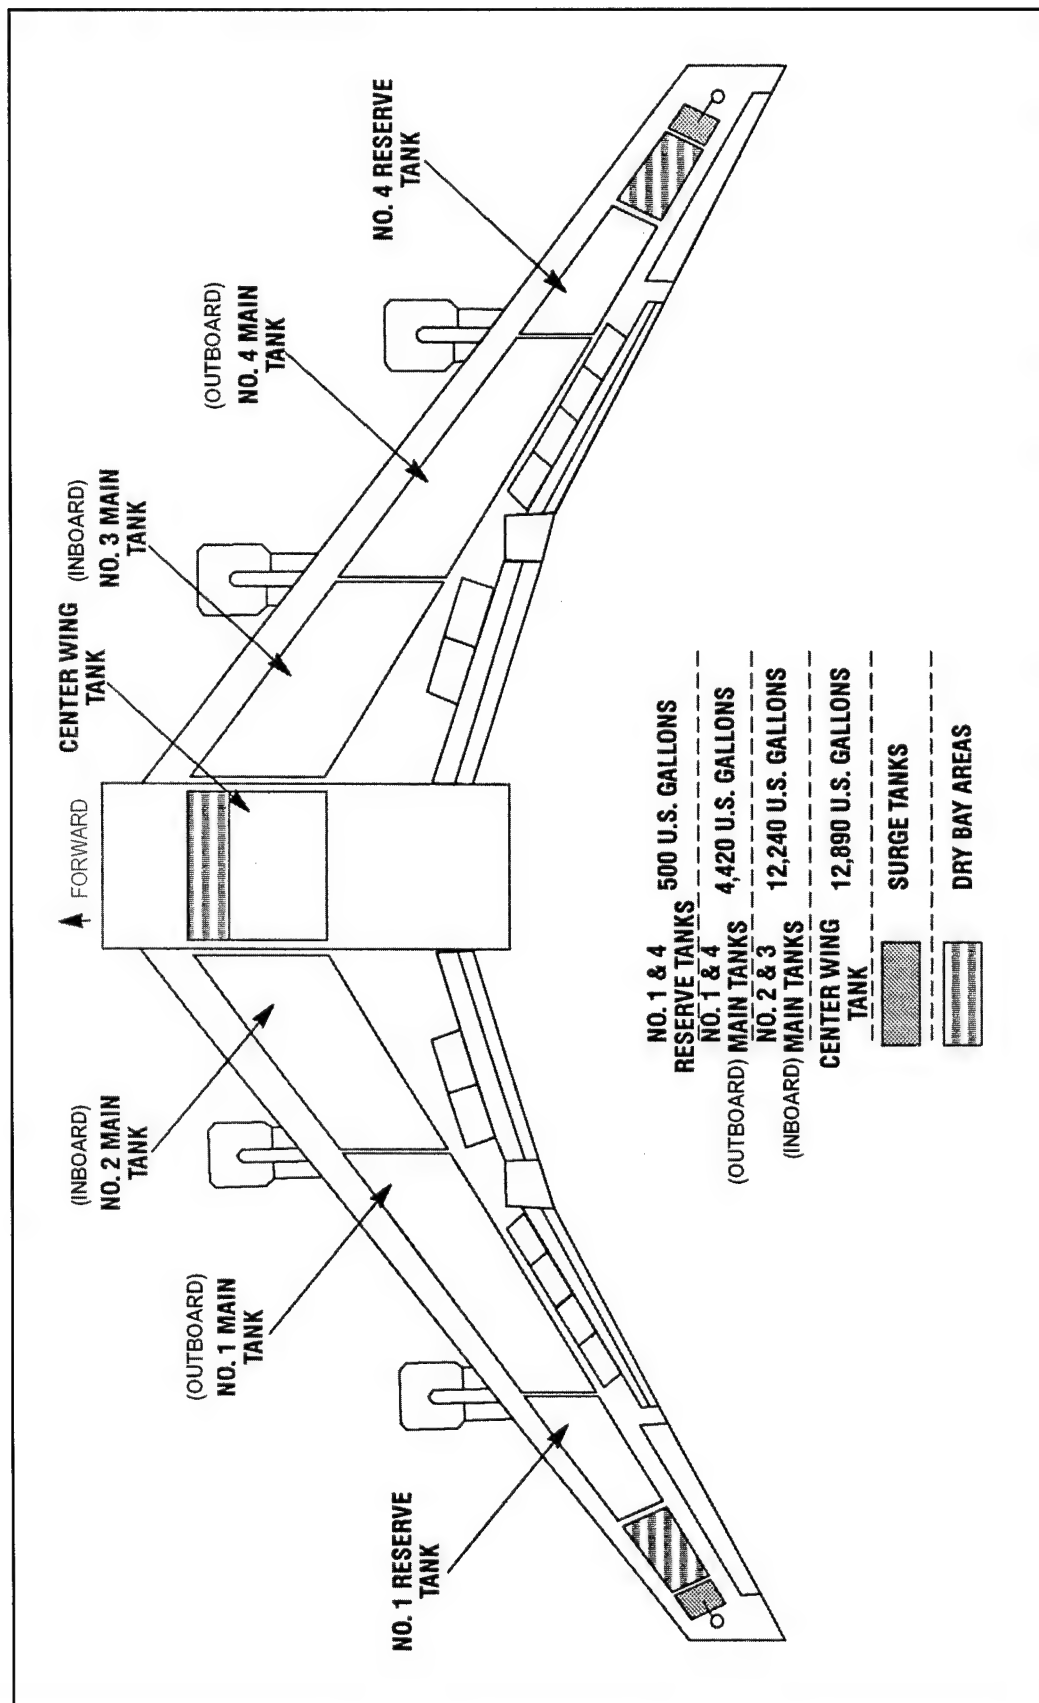 FORWARD
CENTER WING
TANK
(INBOARD)
NO. 2 MAIN
TANK
(INBOARD)
NO. 3 MAIN
TANK
(OUTBOARD)
NO. 1 MAIN
TANK
(OUTBOARD)
NO. 4 MAIN
TANK
NO. 1 RESERVE
TANK
NO. 4 RESERVE
TANK
NO. 1 & 4
RESERVE TANKS 500 U.S. GALLONS
NO. 1 & 4
(OUTBOARD) MAIN TANKS 4,420 U.S. GALLONS
NO. 2 & 3
(INBOARD) MAIN TANKS 12,240 U.S. GALLONS
CENTER WING 12,890 U.S. GALLONS
TANK
SURGE TANKS
DRY BAY AREAS